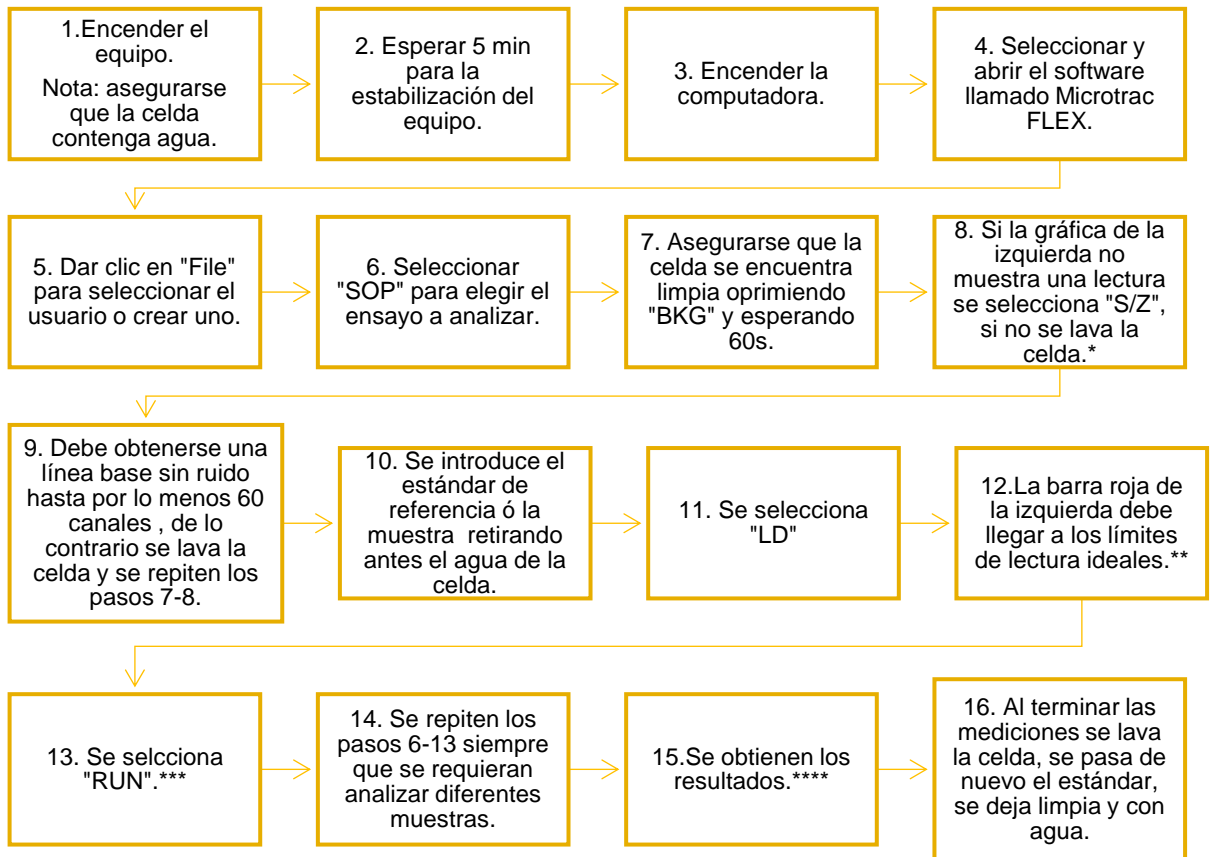 1.Encender el
equipo.
Nota: asegurarse
que la celda
contenga agua.
2. Esperar 5 min
para la
estabilización del
equipo.
3. Encender la
computadora.
4. Seleccionar y
abrir el software
llamado Microtrac
FLEX.
5. Dar clic en "File"
para seleccionar el
usuario o crear uno.
6. Seleccionar
"SOP" para elegir el
ensayo a analizar.
7. Asegurarse que la
celda se encuentra
limpia oprimiendo
"BKG" y esperando
60s.
8. Si la gráfica de la
izquierda no
muestra una lectura
se selecciona "S/Z",
si no se lava la
celda.*
9. Debe obtenerse una
línea base sin ruido
hasta por lo menos 60
canales , de lo
contrario se lava la
celda y se repiten los
pasos 7-8.
10. Se introduce el
estándar de
referencia ó la
muestra retirando
antes el agua de la
celda.
11. Se selecciona
"LD"
12.La barra roja de
la izquierda debe
llegar a los límites
de lectura ideales.**
13. Se selcciona
"RUN".***
14. Se repiten los
pasos 6-13 siempre
que se requieran
analizar diferentes
muestras.
15.Se obtienen los
resultados.****
16. Al terminar las
mediciones se lava
la celda, se pasa de
nuevo el estándar,
se deja limpia y con
agua.